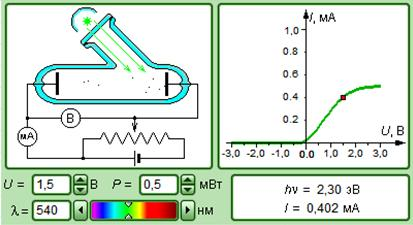 В
мА
I, мА
1,0
0,8
0,6
0,4
0,2
-3,0 -2,0 -1,0 0.0 1,0 2,0 3,0
U, В
U = 1,5 В P = 0,5 мВт
λ = 540 нм
hν = 2,30 эВ
I = 0,402 мА